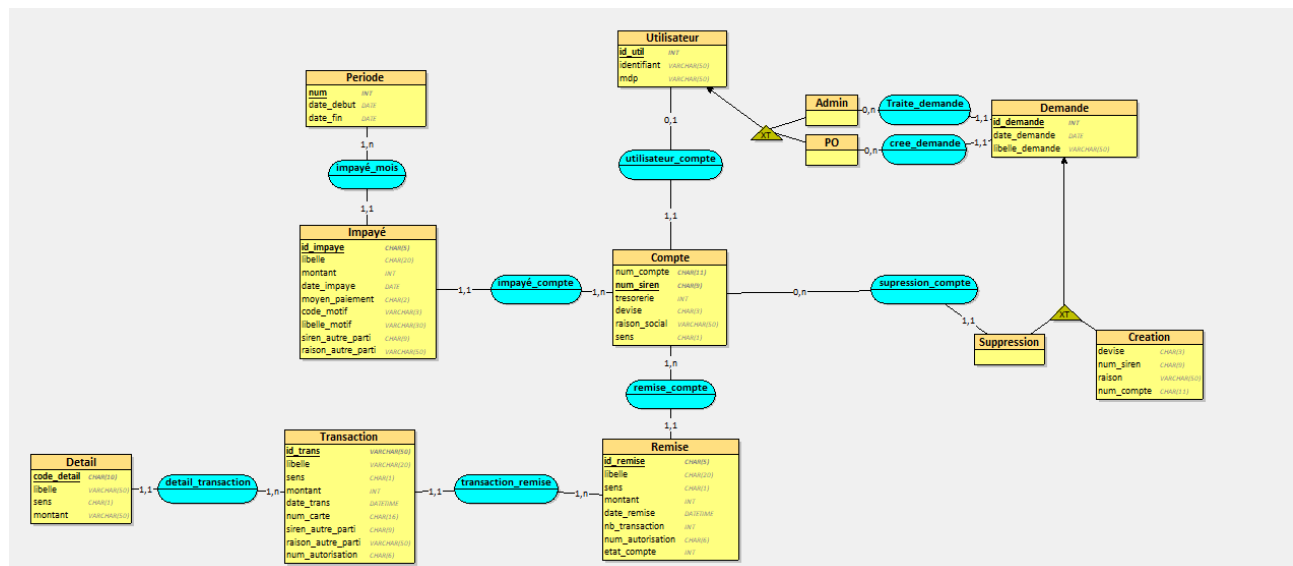 Utilisateur
id_util INT
identifiant VARCHAR(50)
mdp VARCHAR(50)
Periode
num INT
date_debut DATE
date_fin DATE
Admin
0,n
Traite_demande
1,1
Demande
id_demande INT
date_demande DATE
libelle_demande VARCHAR(50)
XT
PO
0,n
cree_demande
1,1
0,1
utilisateur_compte
1,1
1,n
impayé_mois
1,1
Impayé
id_impaye CHAR(5)
libelle CHAR(20)
montant INT
date_impaye DATE
moyen_paiement CHAR(2)
code_motif VARCHAR(3)
libelle_motif VARCHAR(30)
siren_autre_parti CHAR(9)
raison_autre_parti VARCHAR(50)
1,1
impayé_compte
1,n
Compte
num_compte CHAR(11)
num_siren CHAR(9)
tresorerie INT
devise CHAR(3)
raison_social VARCHAR(50)
sens CHAR(1)
0,n
supression_compte
1,1
XT
Suppression
Creation
devise CHAR(3)
num_siren CHAR(9)
raison VARCHAR(50)
num_compte CHAR(11)
1,n
remise_compte
1,1
Detail
code_detail CHAR(10)
libelle VARCHAR(50)
sens CHAR(1)
montant VARCHAR(50)
1,1
detail_transaction
1,n
Transaction
id_trans VARCHAR(50)
libelle VARCHAR(20)
sens CHAR(1)
montant INT
date_trans DATETIME
num_carte CHAR(16)
siren_autre_parti CHAR(9)
raison_autre_parti VARCHAR(50)
num_autorisation CHAR(6)
1,1
transaction_remise
1,n
Remise
id_remise CHAR(5)
libelle CHAR(20)
sens CHAR(1)
montant INT
date_remise DATETIME
nb_transaction INT
num_autorisation CHAR(6)
etat_compte INT